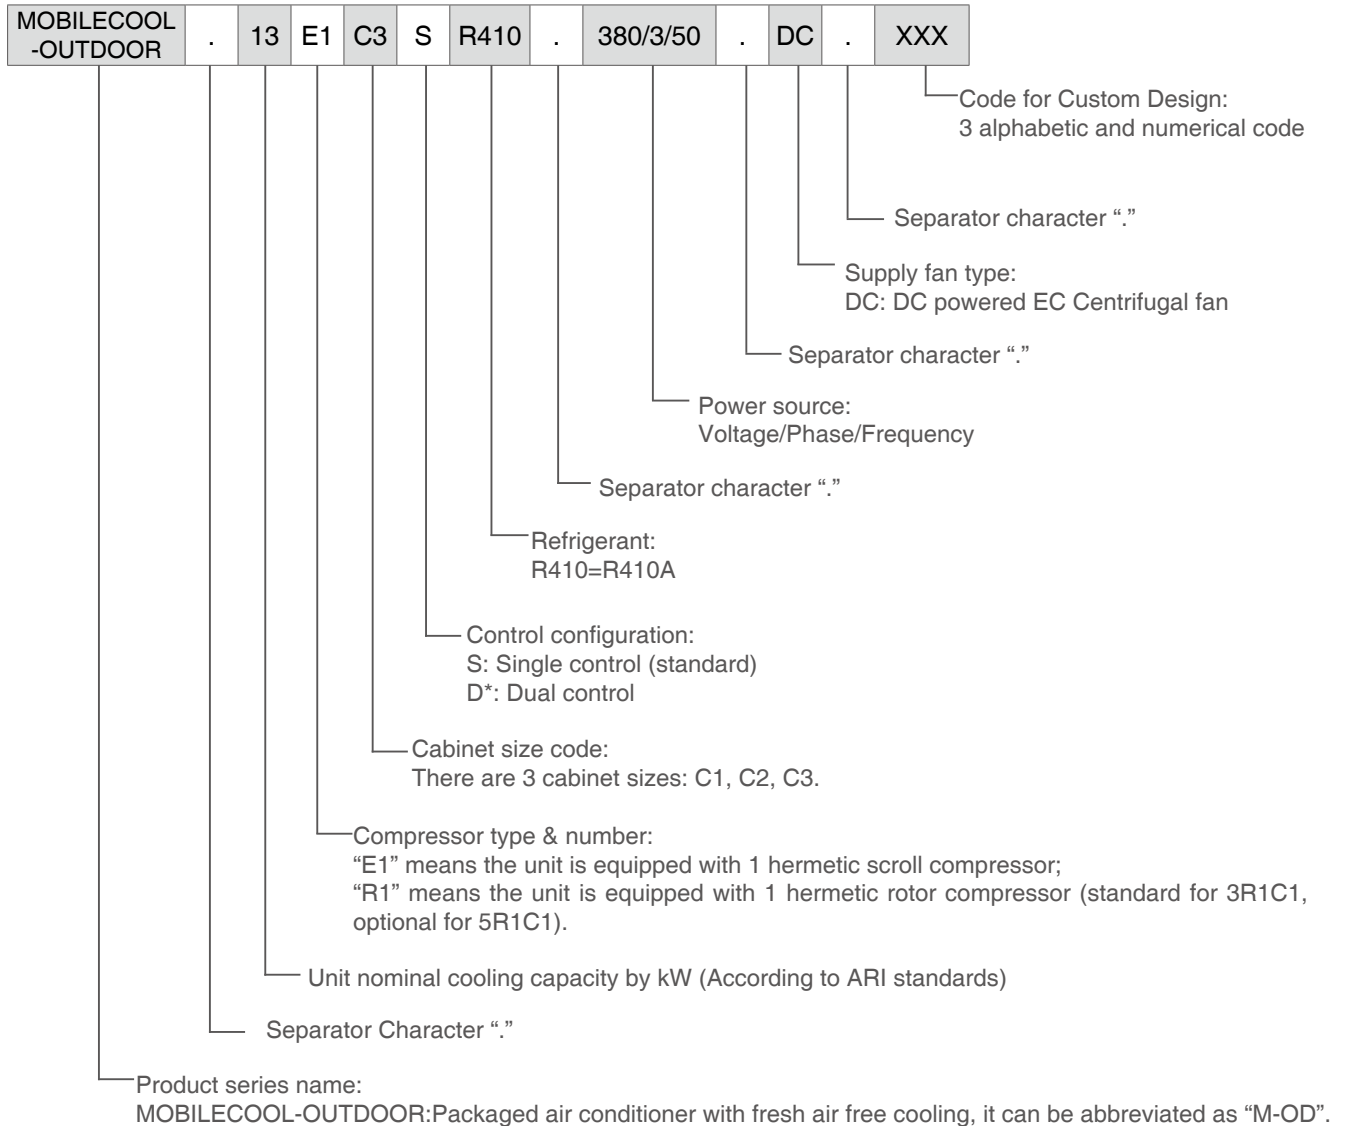 MOBILECOOL
-OUTDOOR . 13 E1 C3 S R410 . 380/3/50 . DC . XXX
Code for Custom Design:
3 alphabetic and numerical code
Separator character “.”
Supply fan type:
DC: DC powered EC Centrifugal fan
Separator character “.”
Power source:
Voltage/Phase/Frequency
Separator character “.”
Refrigerant:
R410=R410A
Control configuration:
S: Single control (standard)
D*: Dual control
Cabinet size code:
There are 3 cabinet sizes: C1, C2, C3.
Compressor type & number:
“E1” means the unit is equipped with 1 hermetic scroll compressor;
“R1” means the unit is equipped with 1 hermetic rotor compressor (standard for 3R1C1,
optional for 5R1C1).
Unit nominal cooling capacity by kW (According to ARI standards)
Separator Character “.”
Product series name:
MOBILECOOL-OUTDOOR:Packaged air conditioner with fresh air free cooling, it can be abbreviated as “M-OD”.